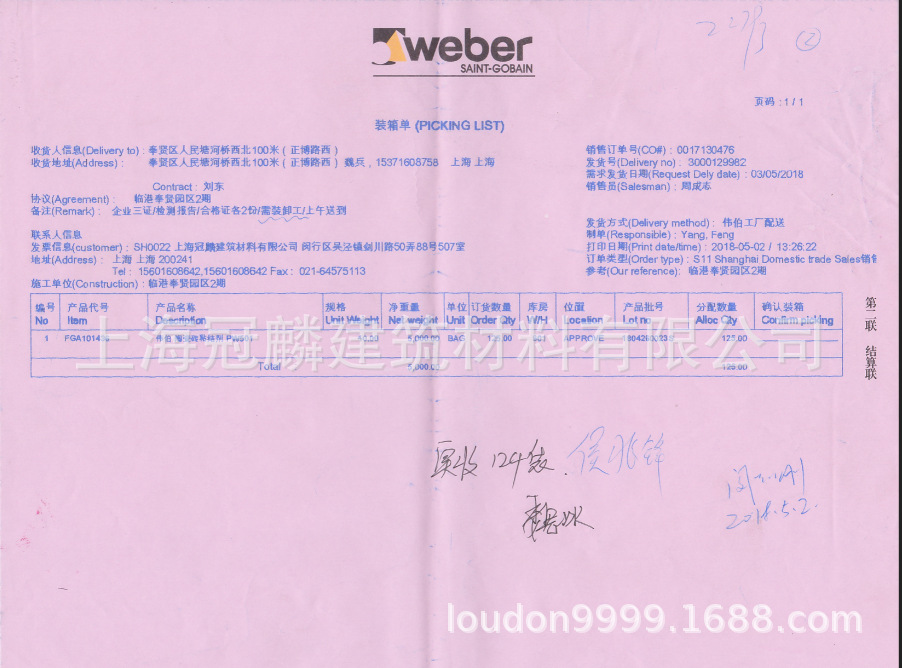 weber
SAINT-GOBAIN
②
页码 : 1 / 1
装箱单 (PICKING LIST)
收货人信息(Delivery to) : 奉贤区人民塘河桥西北100米 ( 正博路西 )
收货地址(Address) : 奉贤区人民塘河桥西北100米 ( 正博路西 ) 魏兵 , 15371608758 上海 上海
Contract : 刘东
协议(Agreement) : 临港奉贤园区2期
备注(Remark) : 企业三证/检测报告/合格证各2份/需装卸工/上午送到
销售订单号(CO#) : 0017130476
发货号(Delivery no) : 3000129982
需求发货日期(Request Dely date) : 03/05/2018
销售员(Salesman) : 周成志
联系人信息
发票信息(customer) : SH0022 上海冠麟建筑材料有限公司 闵行区吴泾镇剑川路50弄88号507室
地址(Address) : 上海 上海 200241
Tel : 15601608642,15601608642 Fax : 021-64575113
施工单位(Construction) : 临港奉贤园区2期
发货方式(Delivery method) : 伟伯工厂配送
制单(Responsible) : Yang, Feng
打印日期(Print date/time) : 2018-05-02 / 13:26:22
订单类型(Order type) : S11 Shanghai Domestic trade Sales销售
参考(Our reference): 临港奉贤园区2期
编号 产品代号 产品名称 规格 净重量 单位 订货数量 库房 位置 产品批号 分配数量 确认装箱
No Item Description Unit Weight Net weight Unit Order Qty W/H Location Lot no Alloc Qty Confirm picking
1 5,000.00 BAG APPROVE 125.00
Total 5,000.00 125.00
上海冠麟建筑材料有限公司
第二联 结算联
实收 124袋.
2018.5.2.
loudon9999.1688.com